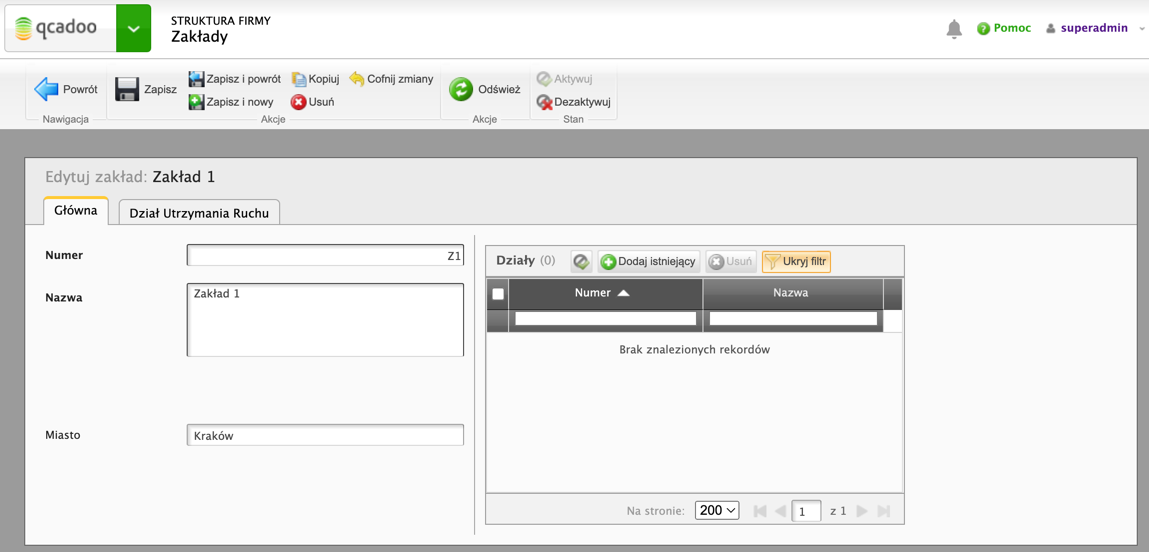 qcadoo
STRUKTURA FIRMY
Zakłady
Pomoc
superadmin
Powrót
Nawigacja
Zapisz
Zapisz i powrót
Kopiuj
Cofnij zmiany
Zapisz i nowy
Usuń
Akcje
Odśwież
Akcje
Aktywuj
Dezaktywuj
Stan
Edytuj zakład: Zakład 1
Główna
Dział Utrzymania Ruchu
Numer
Z1
Nazwa
Zakład 1
Miasto
Kraków
Działy (0)
Dodaj istniejący
Usuń
Ukryj filtr
Numer
Nazwa
Brak znalezionych rekordów
Na stronie:
200
1
z 1